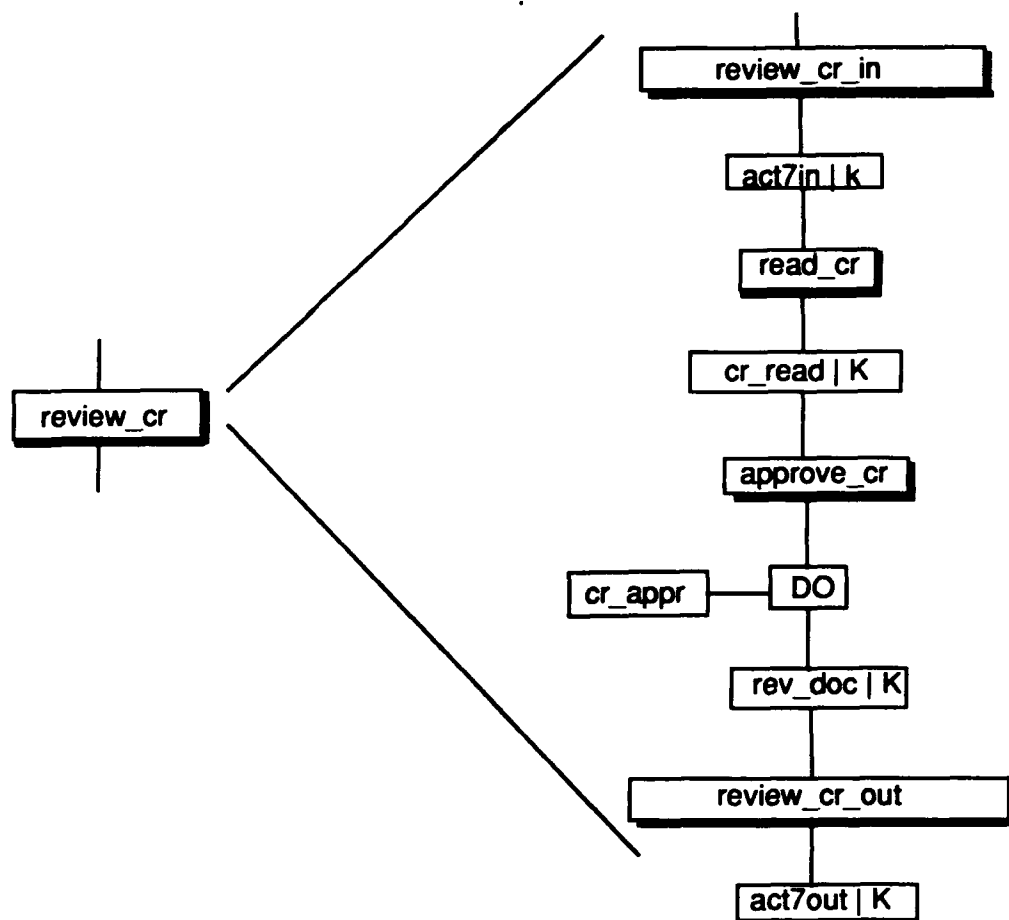 review_cr_in
act7in | k
read_cr
cr_read | K
review_cr
approve_cr
cr_appr
DO
rev_doc | K
review_cr_out
act7out | K